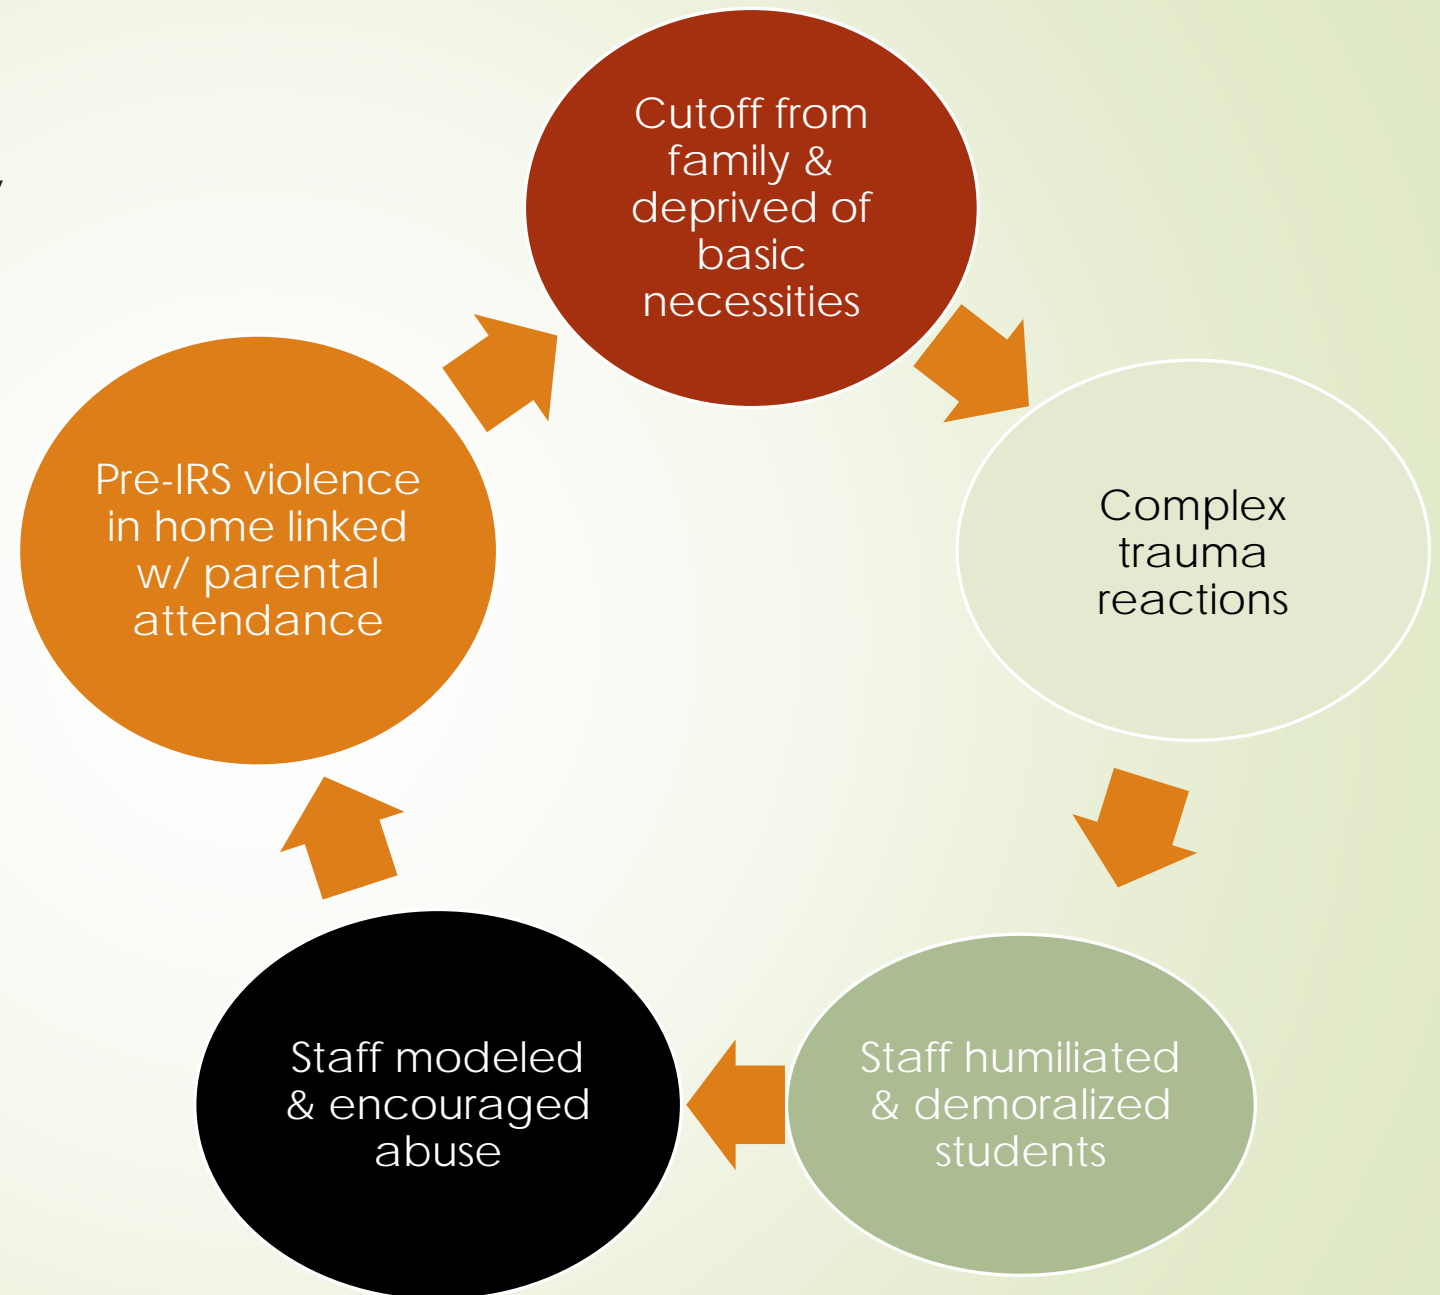 Cutoff from
family &
deprived of
basic
necessities
Complex
trauma
reactions
Staff humiliated
& demoralized
students
Staff modeled
& encouraged
abuse
Pre-IRS violence
in home linked
w/ parental
attendance